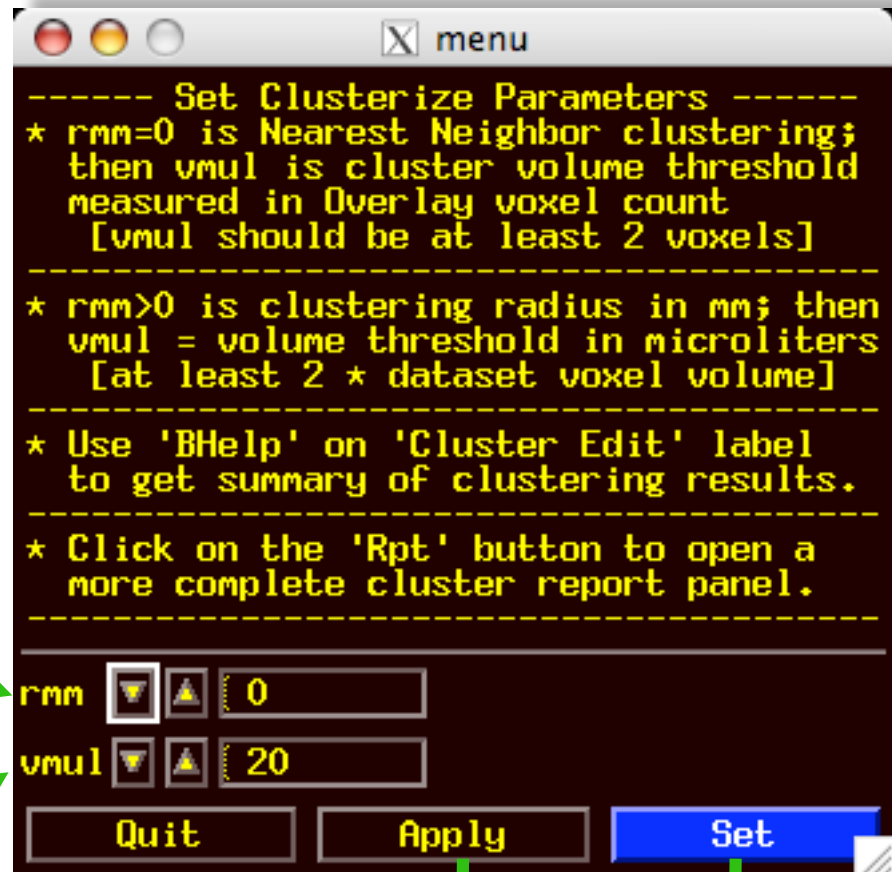 X menu
------ Set Clusterize Parameters ------
* rmm=0 is Nearest Neighbor clustering;
then vmul is cluster volume threshold
measured in Overlay voxel count
[vmul should be at least 2 voxels]
----------------------------------------
* rmm>0 is clustering radius in mm; then
vmul = volume threshold in microliters
[at least 2 * dataset voxel volume]
----------------------------------------
* Use 'BHelp' on 'Cluster Edit' label
to get summary of clustering results.
----------------------------------------
* Click on the 'Rpt' button to open a
more complete cluster report panel.
----------------------------------------
rmm 0
vmul 20
Quit Apply Set